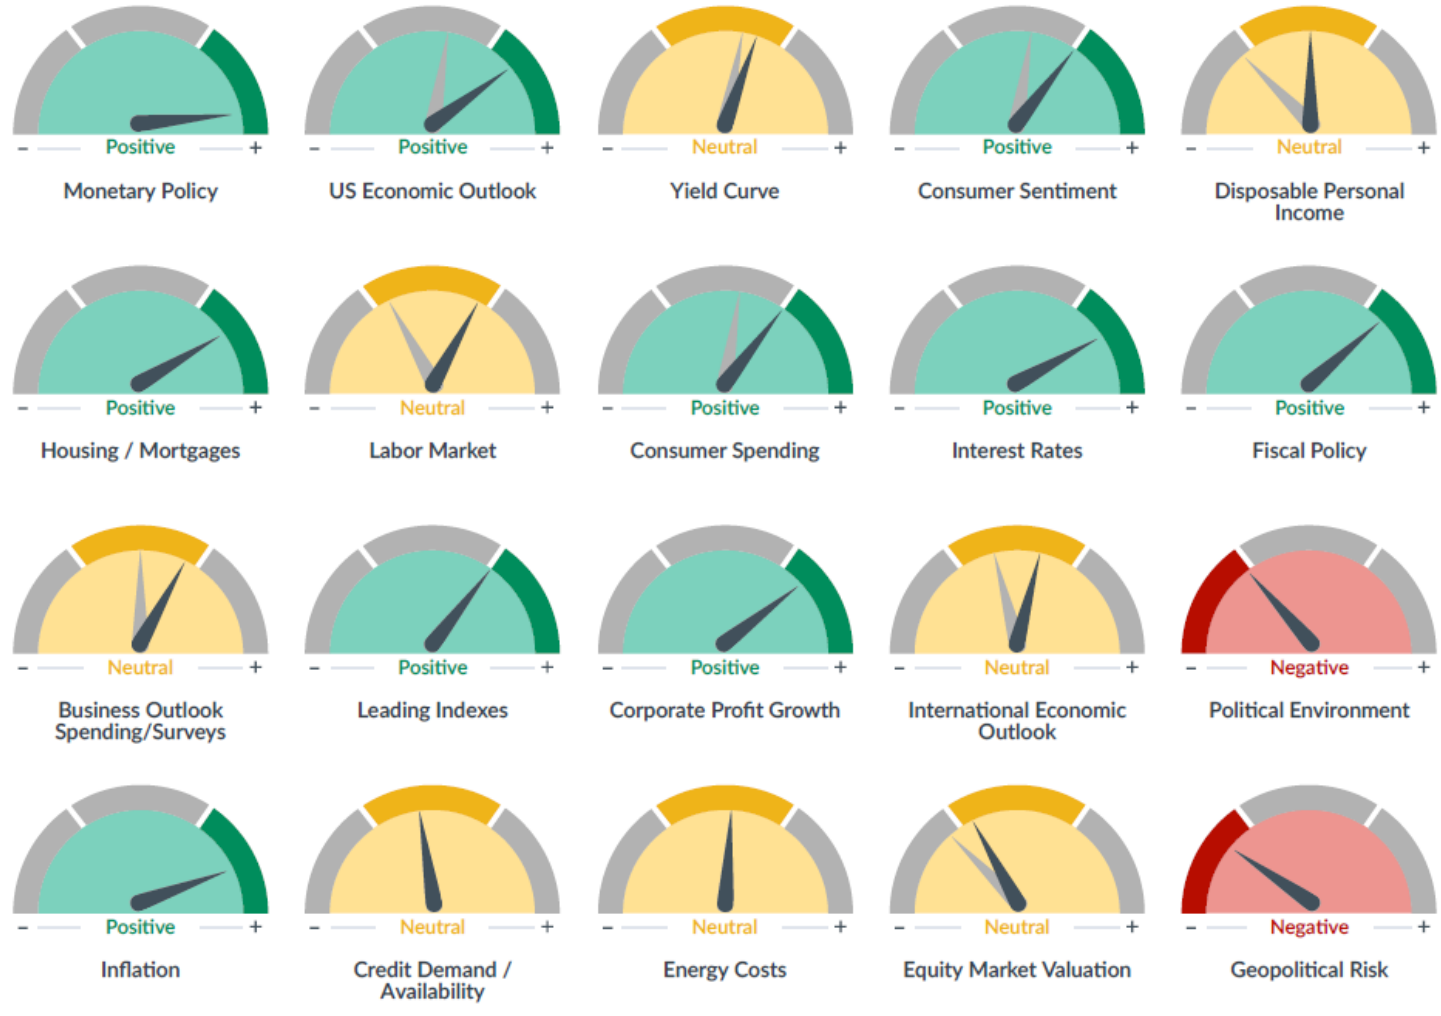 – Positive +
Monetary Policy
– Positive +
US Economic Outlook
– Neutral +
Yield Curve
– Positive +
Consumer Sentiment
– Neutral +
Disposable Personal
Income
– Positive +
Housing / Mortgages
– Neutral +
Labor Market
– Positive +
Consumer Spending
– Positive +
Interest Rates
– Positive +
Fiscal Policy
– Neutral +
Business Outlook
Spending/Surveys
– Positive +
Leading Indexes
– Positive +
Corporate Profit Growth
– Neutral +
International Economic
Outlook
– Negative +
Political Environment
– Positive +
Inflation
– Neutral +
Credit Demand /
Availability
– Neutral +
Energy Costs
– Neutral +
Equity Market Valuation
– Negative +
Geopolitical Risk